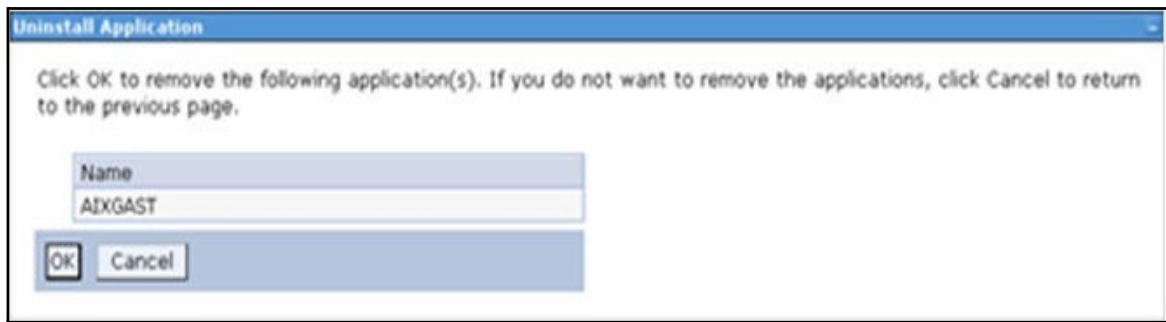 Uninstall Application
Click OK to remove the following application(s). If you do not want to remove the applications, click Cancel to return
to the previous page.
Name
AIXGAST
OK Cancel